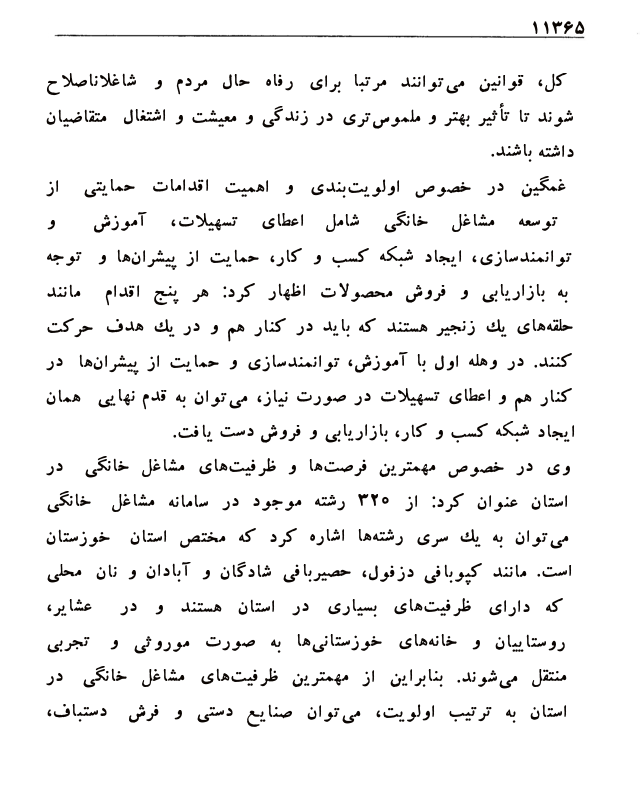 ۱۱۳۶۵
کل، قوانین می‌توانند مرتبا برای رفاه حال مردم و شاغلاناصلاح
شوند تا تأثیر بهتر و ملموس‌تری در زندگی و معیشت و اشتغال متقاضیان
داشته باشند.
غمگین در خصوص اولویت‌بندی و اهمیت اقدامات حمایتی از
توسعه مشاغل خانگی شامل اعطای تسهیلات، آموزش و
توانمندسازی، ایجاد شبکه کسب و کار، حمایت از پیشران‌ها و توجه
به بازاریابی و فروش محصولات اظهار کرد: هر پنج اقدام مانند
حلقه‌های یك زنجیر هستند که باید در کنار هم و در یك هدف حرکت
کنند. در وهله اول با آموزش، توانمندسازی و حمایت از پیشران‌ها در
کنار هم و اعطای تسهیلات در صورت نیاز، می‌توان به قدم نهایی همان
ایجاد شبکه کسب و کار، بازاریابی و فروش دست یافت.
وی در خصوص مهمترین فرصت‌ها و ظرفیت‌های مشاغل خانگی در
استان عنوان کرد: از ۳۲۰ رشته موجود در سامانه مشاغل خانگی
می‌توان به یك سری رشته‌ها اشاره کرد که مختص استان خوزستان
است. مانند کپوبافی دزفول، حصیربافی شادگان و آبادان و نان محلی
که دارای ظرفیت‌های بسیاری در استان هستند و در عشایر،
روستاییان و خانه‌های خوزستانی‌ها به صورت موروثی و تجربی
منتقل می‌شوند. بنابراین از مهمترین ظرفیت‌های مشاغل خانگی در
استان به ترتیب اولویت، می‌توان صنایع دستی و فرش دستباف،